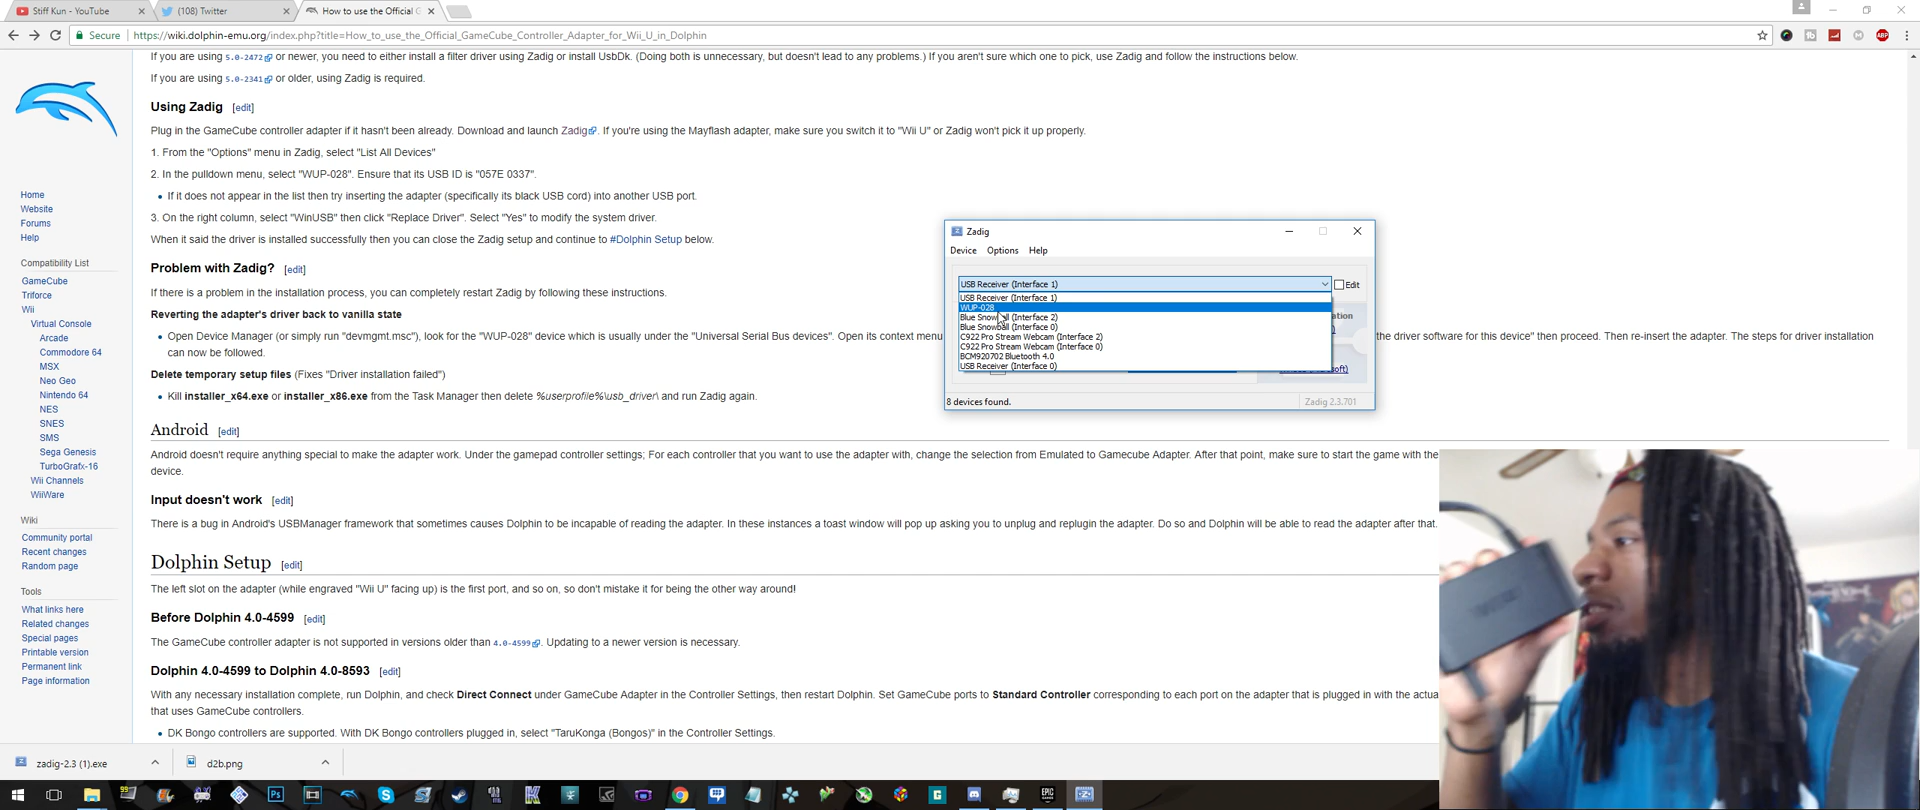 Stiff Kun - YouTube
(108) Twitter
How to use the Official G
Secure
https://wiki.dolphin-emu.org/index.php?title=How_to_use_the_Official_GameCube_Controller_Adapter_for_Wii_U_in_Dolphin
ABP
If you are using 5.0-2472 or newer, you need to either install a filter driver using Zadig or install UsbDk. (Doing both is unnecessary, but doesn't lead to any problems.) If you aren't sure which one to pick, use Zadig and follow the instructions below.
If you are using 5.0-2341 or older, using Zadig is required.
Using Zadig [edit]
Plug in the GameCube controller adapter if it hasn't been already. Download and launch Zadig. If you're using the Mayflash adapter, make sure you switch it to "Wii U" or Zadig won't pick it up properly.
1. From the "Options" menu in Zadig, select "List All Devices"
2. In the pulldown menu, select "WUP-028". Ensure that its USB ID is "057E 0337".
• If it does not appear in the list then try inserting the adapter (specifically its black USB cord) into another USB port.
3. On the right column, select "WinUSB" then click "Replace Driver". Select "Yes" to modify the system driver.
When it said the driver is installed successfully then you can close the Zadig setup and continue to #Dolphin Setup below.
Problem with Zadig? [edit]
If there is a problem in the installation process, you can completely restart Zadig by following these instructions.
Reverting the adapter's driver back to vanilla state
• Open Device Manager (or simply run "devmgmt.msc"), look for the "WUP-028" device which is usually under the "Universal Serial Bus devices". Open its context menu
the driver software for this device" then proceed. Then re-insert the adapter. The steps for driver installation
can now be followed.
Delete temporary setup files (Fixes "Driver installation failed")
• Kill installer_x64.exe or installer_x86.exe from the Task Manager then delete %userprofile%\usb_driver\ and run Zadig again.
Android [edit]
Android doesn't require anything special to make the adapter work. Under the gamepad controller settings; For each controller that you want to use the adapter with, change the selection from Emulated to Gamecube Adapter. After that point, make sure to start the game with the
device.
Input doesn't work [edit]
There is a bug in Android's USBManager framework that sometimes causes Dolphin to be incapable of reading the adapter. In these instances a toast window will pop up asking you to unplug and replugin the adapter. Do so and Dolphin will be able to read the adapter after that.
Dolphin Setup [edit]
The left slot on the adapter (while engraved "Wii U" facing up) is the first port, and so on, so don't mistake it for being the other way around!
Before Dolphin 4.0-4599 [edit]
The GameCube controller adapter is not supported in versions older than 4.0-4599. Updating to a newer version is necessary.
Dolphin 4.0-4599 to Dolphin 4.0-8593 [edit]
With any necessary installation complete, run Dolphin, and check Direct Connect under GameCube Adapter in the Controller Settings, then restart Dolphin. Set GameCube ports to Standard Controller corresponding to each port on the adapter that is plugged in with the actua
that uses GameCube controllers.
• DK Bongo controllers are supported. With DK Bongo controllers plugged in, select "TaruKonga (Bongos)" in the Controller Settings.
Home
Website
Forums
Help
Compatibility List
GameCube
Triforce
Wii
Virtual Console
Arcade
Commodore 64
MSX
Neo Geo
Nintendo 64
NES
SNES
SMS
Sega Genesis
TurboGrafx-16
Wii Channels
WiiWare
Wiki
Community portal
Recent changes
Random page
Tools
What links here
Related changes
Special pages
Printable version
Permanent link
Page information
Zadig
Device Options Help
USB Receiver (Interface 1)
Edit
USB Receiver (Interface 1)
WUP-028
Blue Snowball (Interface 2)
Blue Snowball (Interface 0)
C922 Pro Stream Webcam (Interface 2)
C922 Pro Stream Webcam (Interface 0)
BCM920702 Bluetooth 4.0
USB Receiver (Interface 0)
8 devices found.
Zadig 2.3.701
zadig-2.3 (1).exe
d2b.png